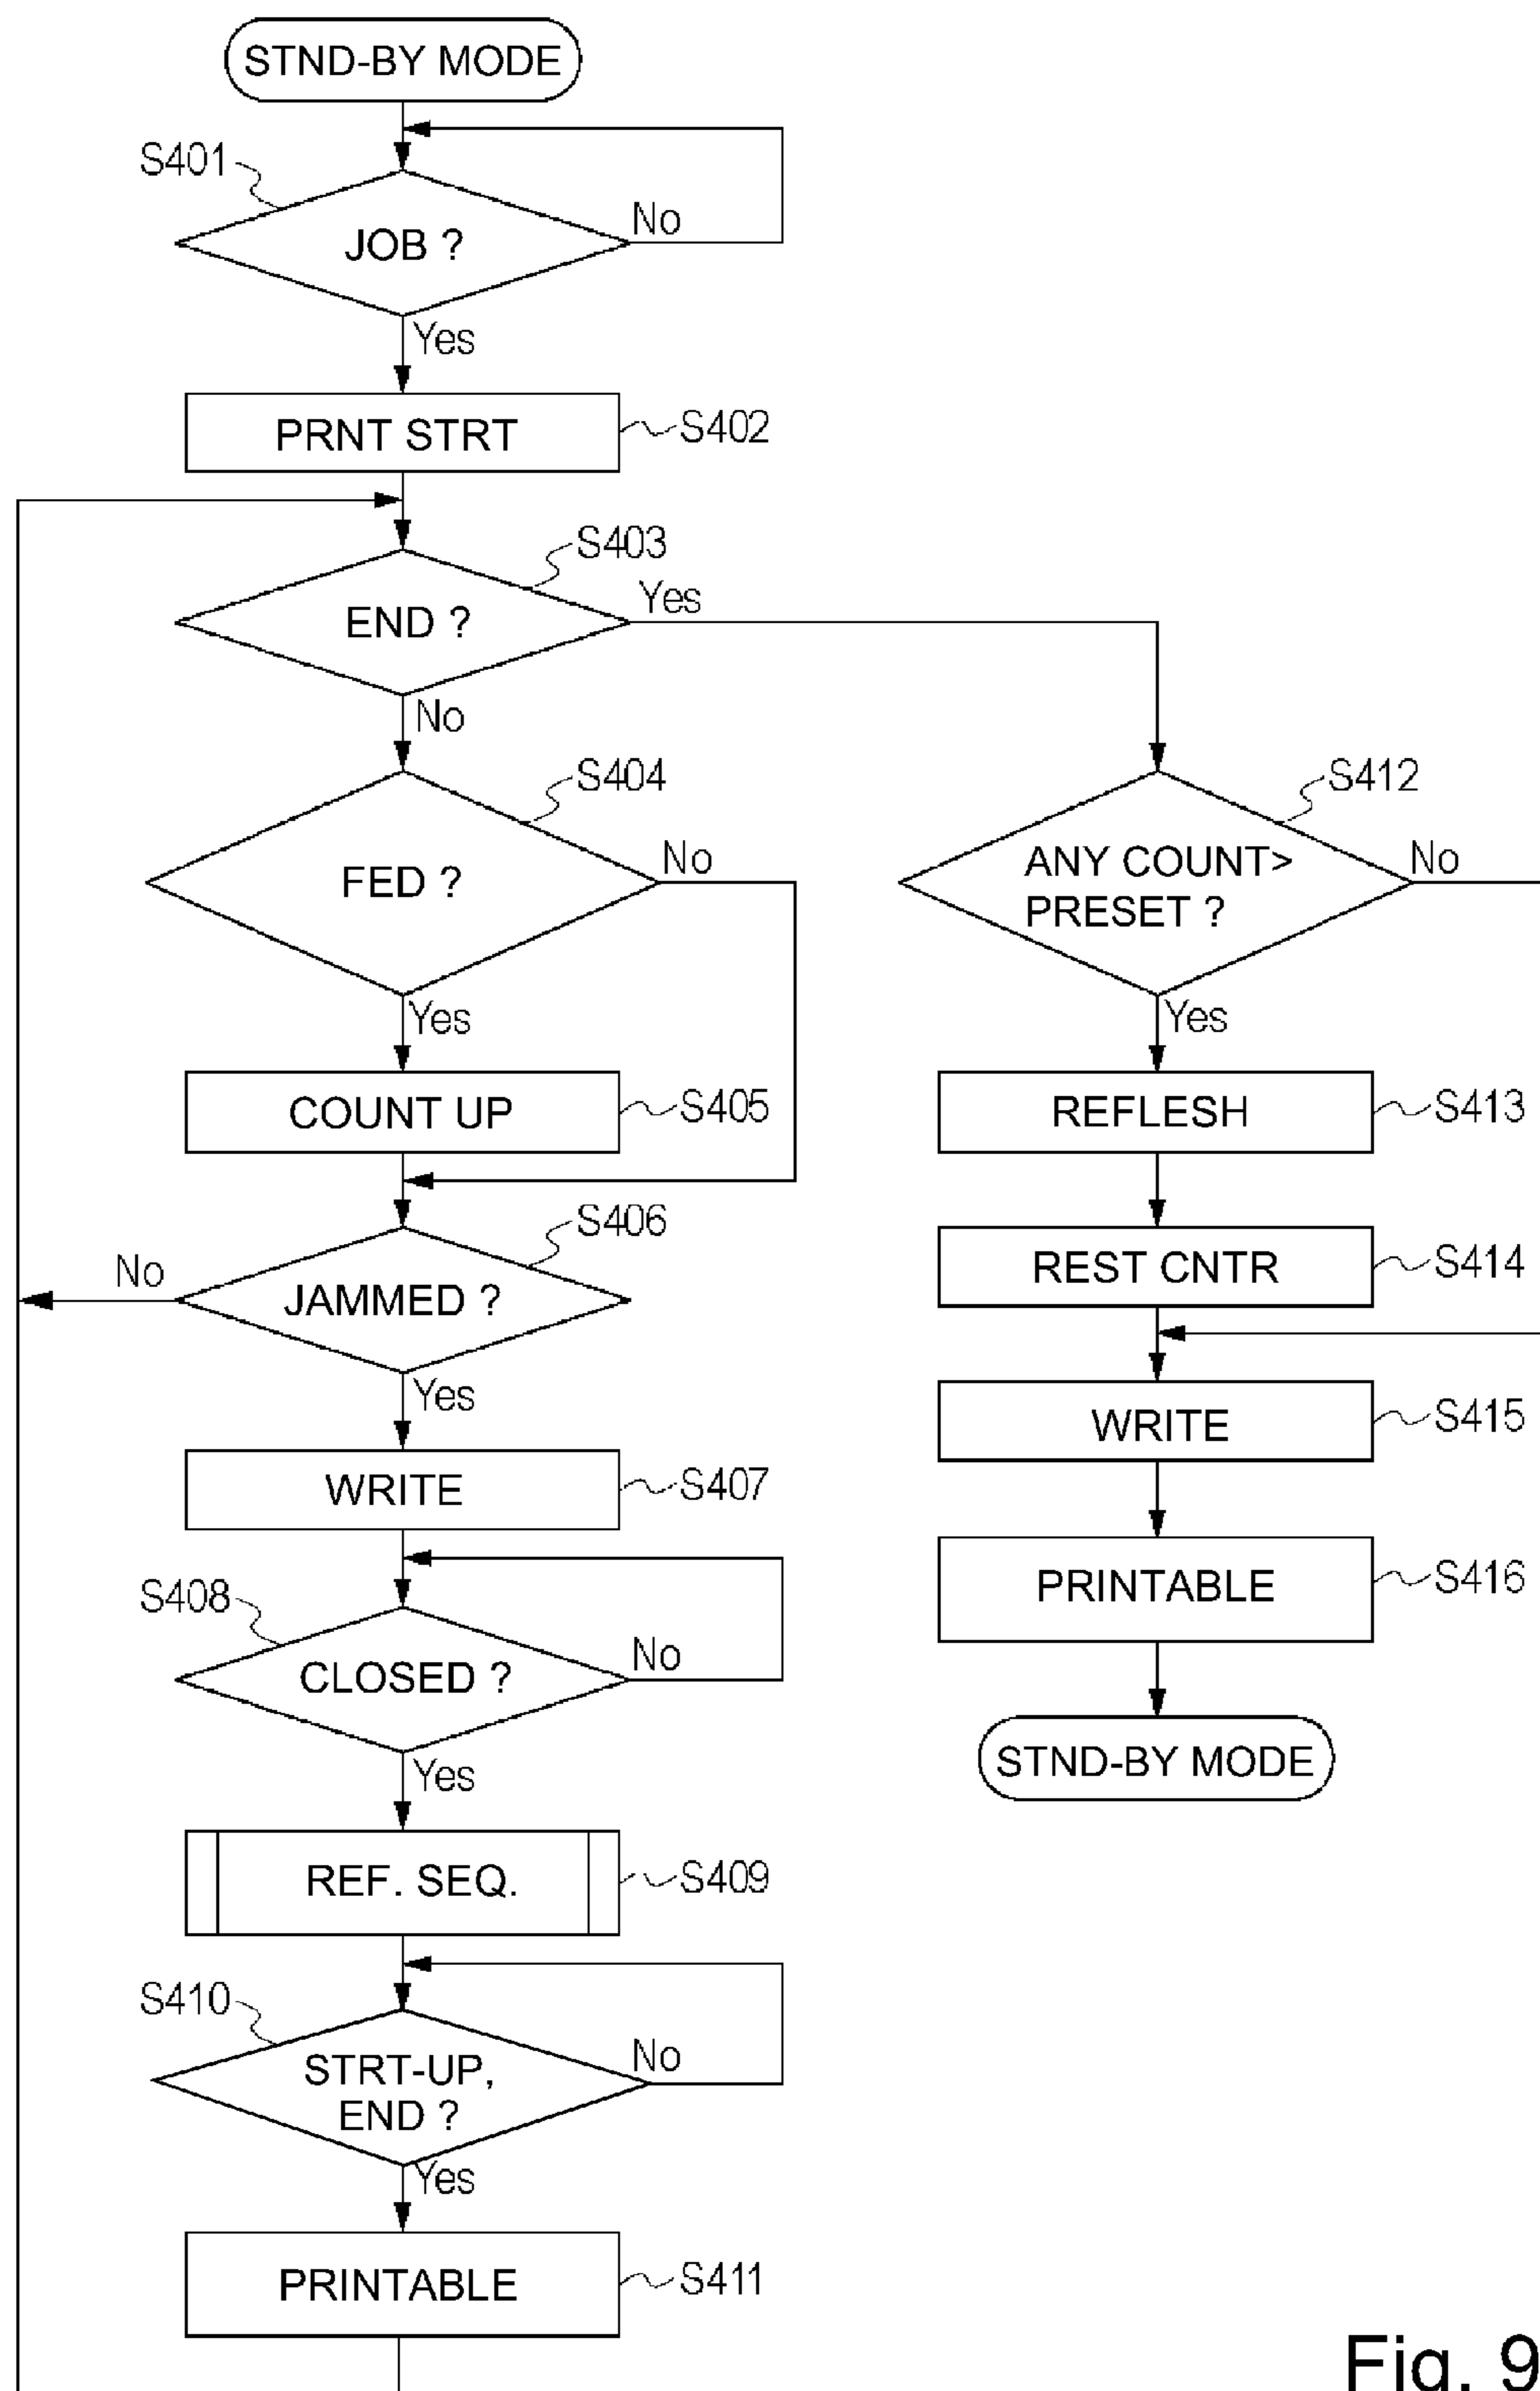 STND-BY MODE
S401
JOB ?
No
Yes
PRNT STRT
S402
S403
END ?
Yes
No
S404
FED ?
No
Yes
COUNT UP
S405
S406
JAMMED ?
No
Yes
WRITE
S407
S408
CLOSED ?
No
Yes
REF. SEQ.
S409
S410
STRT-UP,
END ?
No
Yes
PRINTABLE
S411
S412
ANY COUNT>
PRESET ?
No
Yes
REFLESH
S413
REST CNTR
S414
WRITE
S415
PRINTABLE
S416
STND-BY MODE
Fig. 9